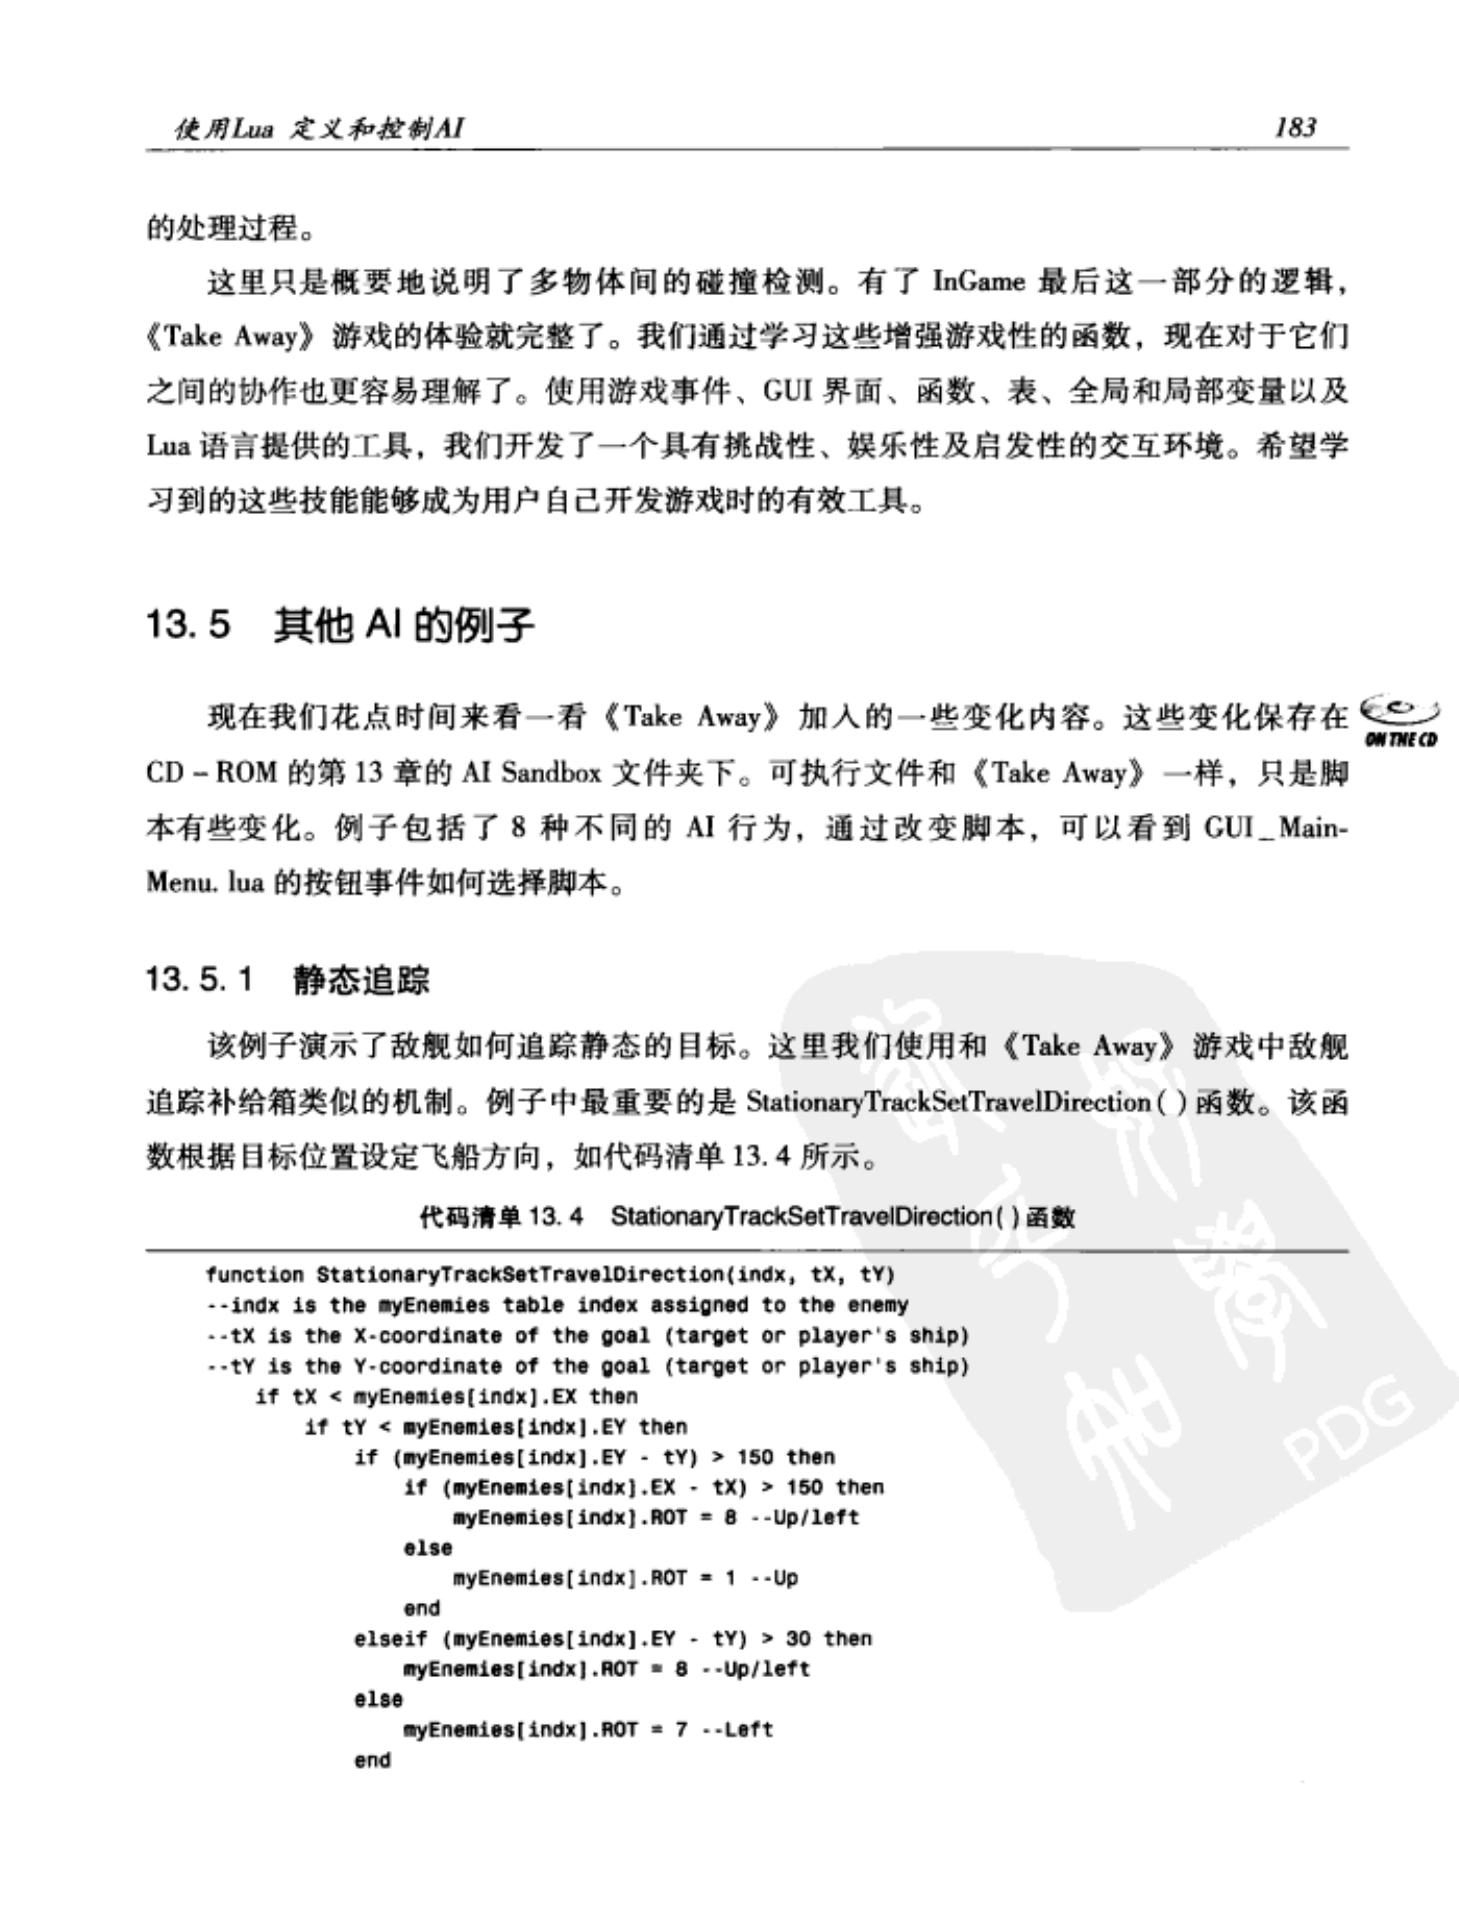 使用Lua 定义和控制AI 183
的处理过程。
这里只是概要地说明了多物体间的碰撞检测。有了 InGame 最后这一部分的逻辑，
《Take Away》游戏的体验就完整了。我们通过学习这些增强游戏性的函数，现在对于它们
之间的协作也更容易理解了。使用游戏事件、GUI 界面、函数、表、全局和局部变量以及
Lua 语言提供的工具，我们开发了一个具有挑战性、娱乐性及启发性的交互环境。希望学
习到的这些技能能够成为用户自己开发游戏时的有效工具。
13.5 其他 AI 的例子
现在我们花点时间来看一看《Take Away》加入的一些变化内容。这些变化保存在
ON THE CD
CD－ROM 的第 13 章的 AI Sandbox 文件夹下。可执行文件和《Take Away》一样，只是脚
本有些变化。例子包括了 8 种不同的 AI 行为，通过改变脚本，可以看到 GUI_Main-
Menu.lua 的按钮事件如何选择脚本。
13.5.1 静态追踪
该例子演示了敌舰如何追踪静态的目标。这里我们使用和《Take Away》游戏中敌舰
追踪补给箱类似的机制。例子中最重要的是 StationaryTrackSetTravelDirection( ) 函数。该函
数根据目标位置设定飞船方向，如代码清单 13.4 所示。
代码清单 13.4 StationaryTrackSetTravelDirection( ) 函数
function StationaryTrackSetTravelDirection(indx, tX, tY)
--indx is the myEnemies table index assigned to the enemy
--tX is the X-coordinate of the goal (target or player's ship)
--tY is the Y-coordinate of the goal (target or player's ship)
if tX < myEnemies[indx].EX then
if tY < myEnemies[indx].EY then
if (myEnemies[indx].EY - tY) > 150 then
if (myEnemies[indx].EX - tX) > 150 then
myEnemies[indx].ROT = 8 --Up/left
else
myEnemies[indx].ROT = 1 --Up
end
elseif (myEnemies[indx].EY - tY) > 30 then
myEnemies[indx].ROT = 8 --Up/left
else
myEnemies[indx].ROT = 7 --Left
end
PDG